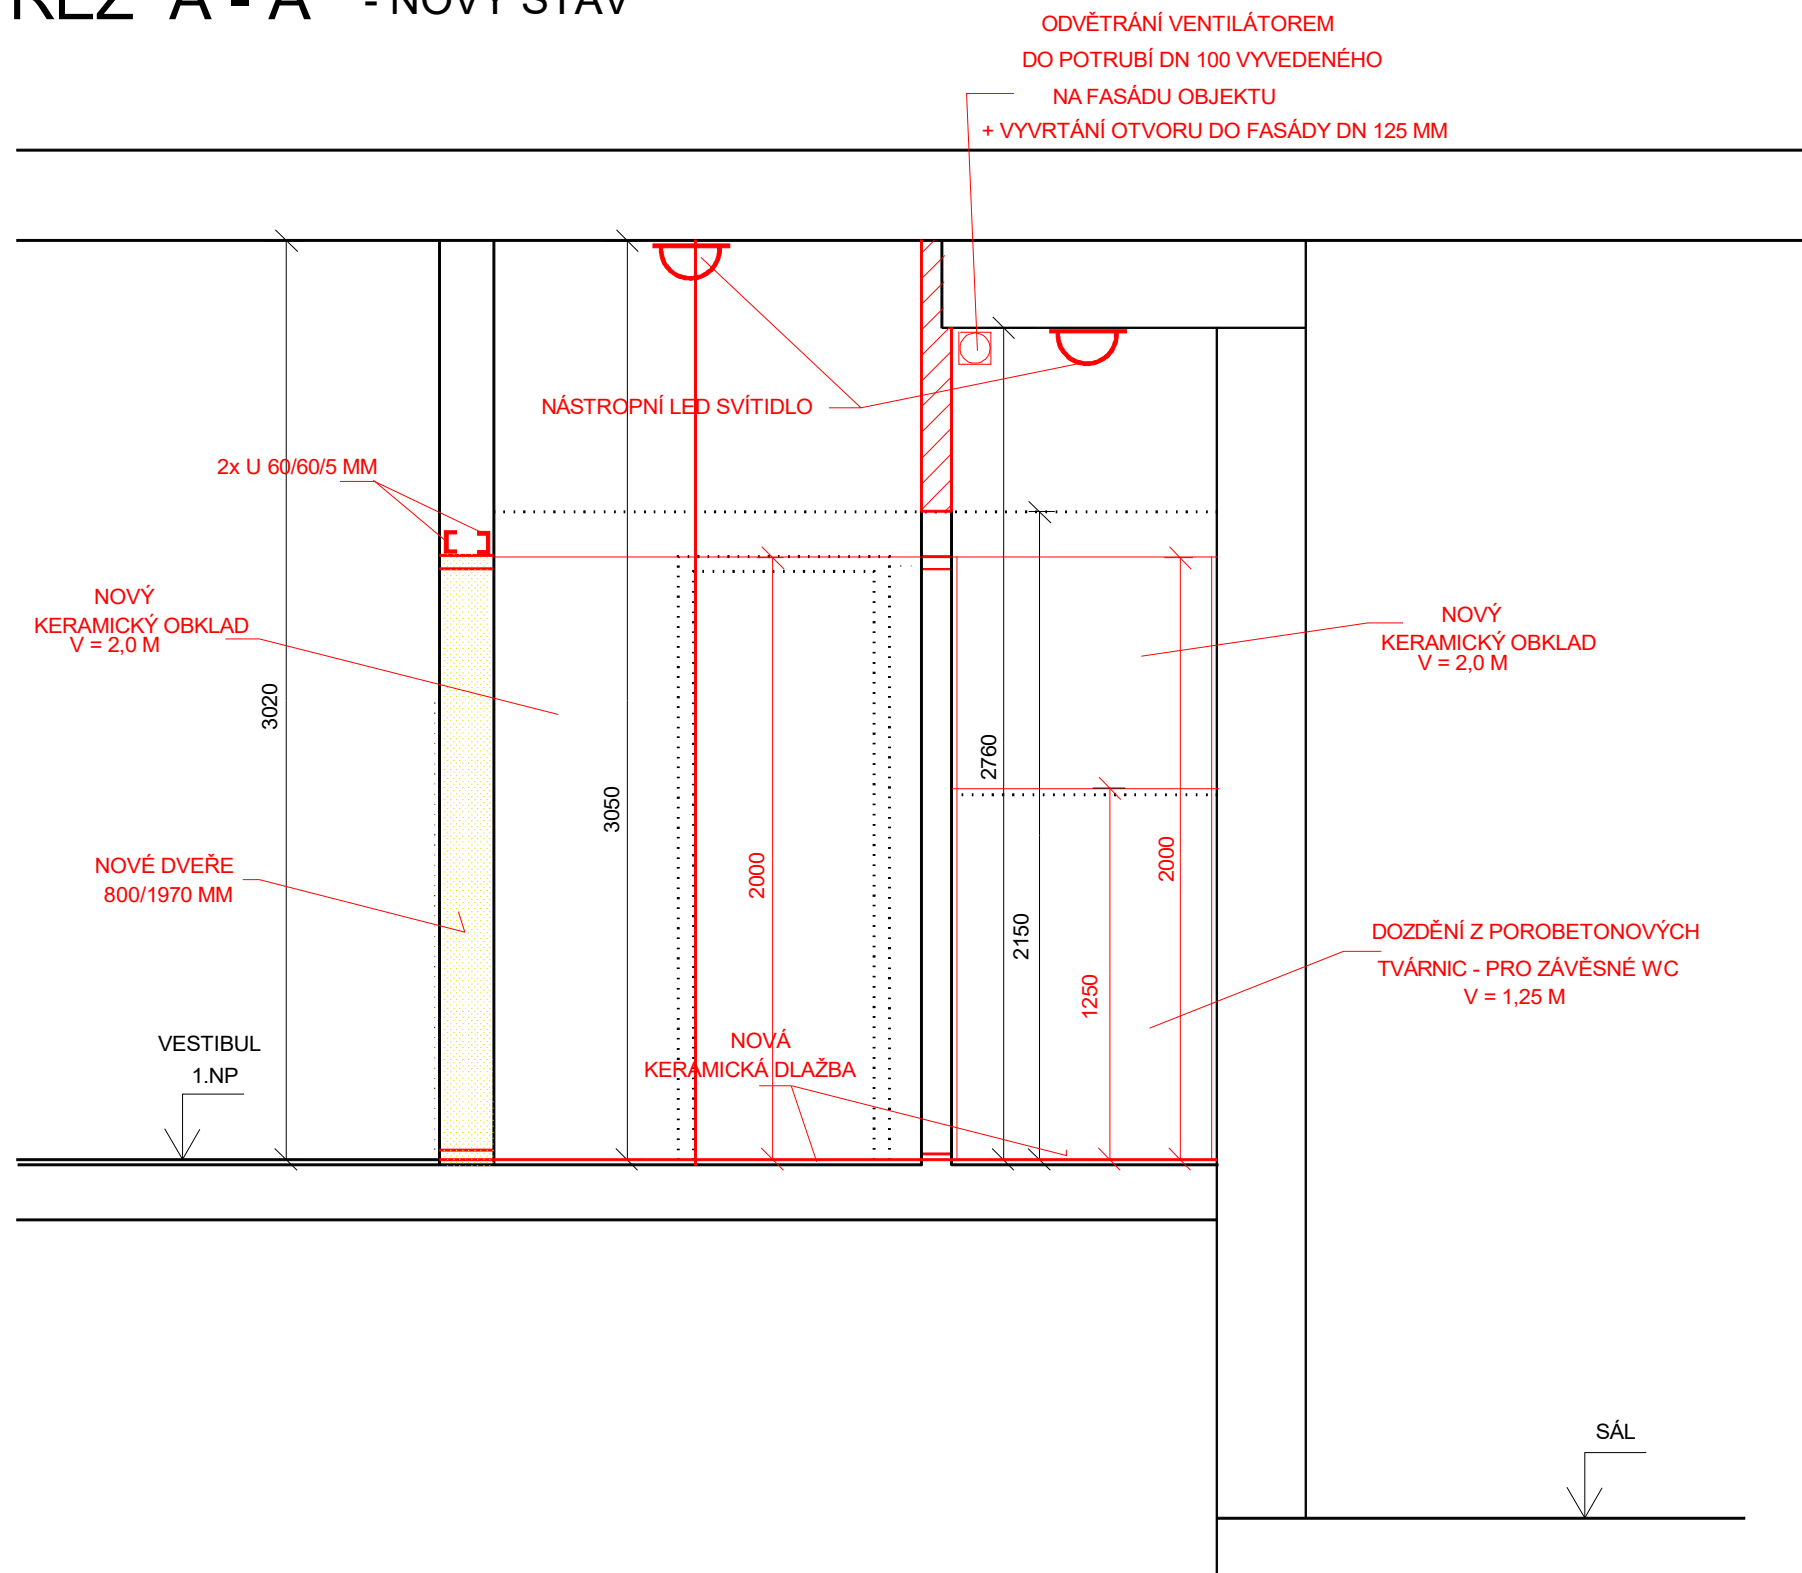 ŘEZ A - A - NOVÝ STAV
ODVĚTRÁNÍ VENTILÁTOREM
DO POTRUBÍ DN 100 VYVEDENÉHO
NA FASÁDU OBJEKTU
+ VYVRTÁNÍ OTVORU DO FASÁDY DN 125 MM
NÁSTROPNÍ LED SVÍTIDLO
2x U 60/60/5 MM
NOVÝ
KERAMICKÝ OBKLAD
V = 2,0 M
NOVÝ
KERAMICKÝ OBKLAD
V = 2,0 M
3020
3050
2760
2000
2000
2150
1250
NOVÉ DVEŘE
800/1970 MM
DOZDĚNÍ Z POROBETONOVÝCH
TVÁRNIC - PRO ZÁVĚSNÉ WC
V = 1,25 M
NOVÁ
KERAMICKÁ DLAŽBA
VESTIBUL
1.NP
SÁL